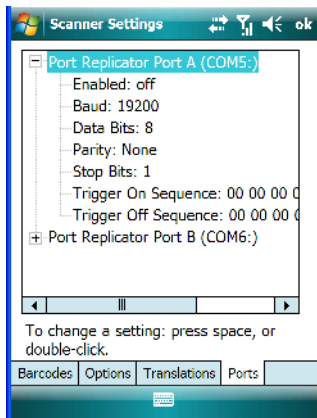 Scanner Settings ok
Port Replicator Port A (COM5:)
Enabled: off
Baud: 19200
Data Bits: 8
Parity: None
Stop Bits: 1
Trigger On Sequence: 00 00 00 0
Trigger Off Sequence: 00 00 00 0
Port Replicator Port B (COM6:)
To change a setting: press space, or
double-click.
Barcodes Options Translations Ports